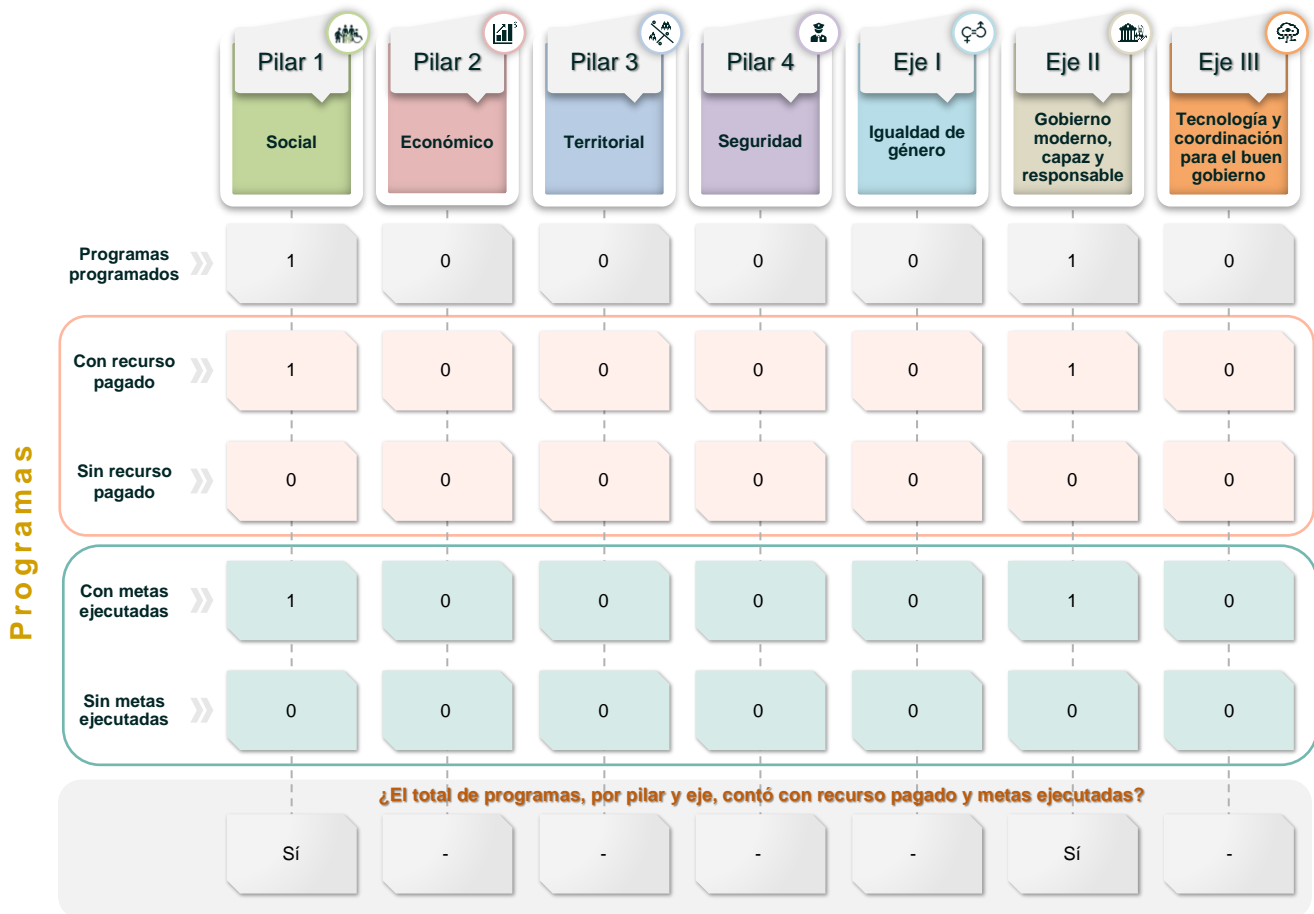 Pilar 1
Pilar 2
Pilar 3
Pilar 4
Eje I
Eje II
Eje III
Social
Económico
Territorial
Seguridad
Igualdad de
género
Gobierno
moderno,
capaz y
responsable
Tecnología y
coordinación
para el buen
gobierno
Programas
Programas
programados
1 0 0 0 0 1 0
Con recurso
pagado
1 0 0 0 0 1 0
Sin recurso
pagado
0 0 0 0 0 0 0
Con metas
ejecutadas
1 0 0 0 0 1 0
Sin metas
ejecutadas
0 0 0 0 0 0 0
¿El total de programas, por pilar y eje, contó con recurso pagado y metas ejecutadas?
Sí - - - - Sí -